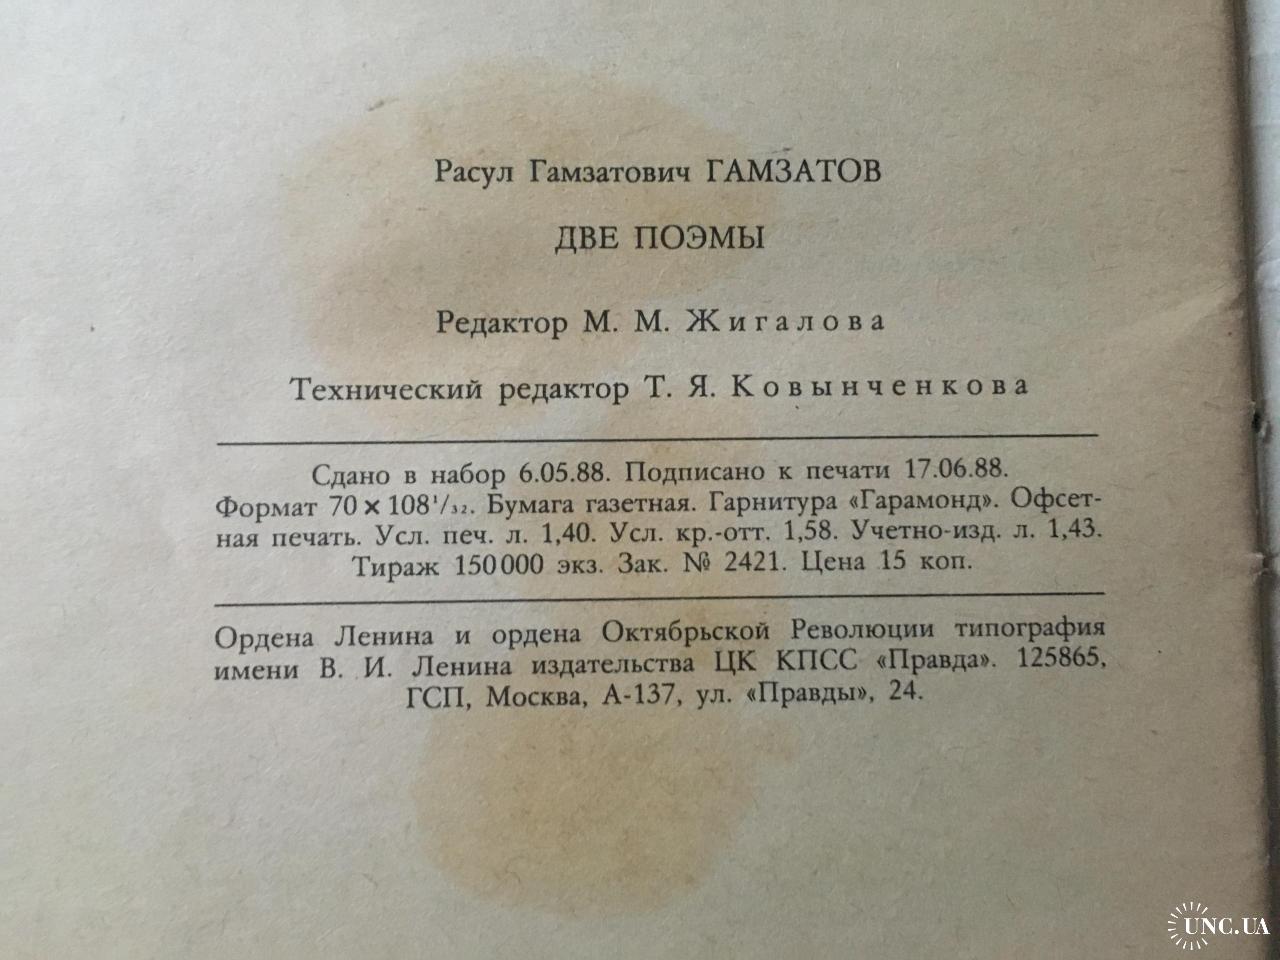 Расул Гамзатович ГАМЗАТОВ
ДВЕ ПОЭМЫ
Редактор М. М. Жигалова
Технический редактор Т. Я. Ковынченкова
Сдано в набор 6.05.88. Подписано к печати 17.06.88.
Формат 70 × 108¹/₃₂. Бумага газетная. Гарнитура «Гарамонд». Офсет-
ная печать. Усл. печ. л. 1,40. Усл. кр.-отт. 1,58. Учетно-изд. л. 1,43.
Тираж 150 000 экз. Зак. № 2421. Цена 15 коп.
Ордена Ленина и ордена Октябрьской Революции типография
имени В. И. Ленина издательства ЦК КПСС «Правда». 125865,
ГСП, Москва, А-137, ул. «Правды», 24.
UNC.UA